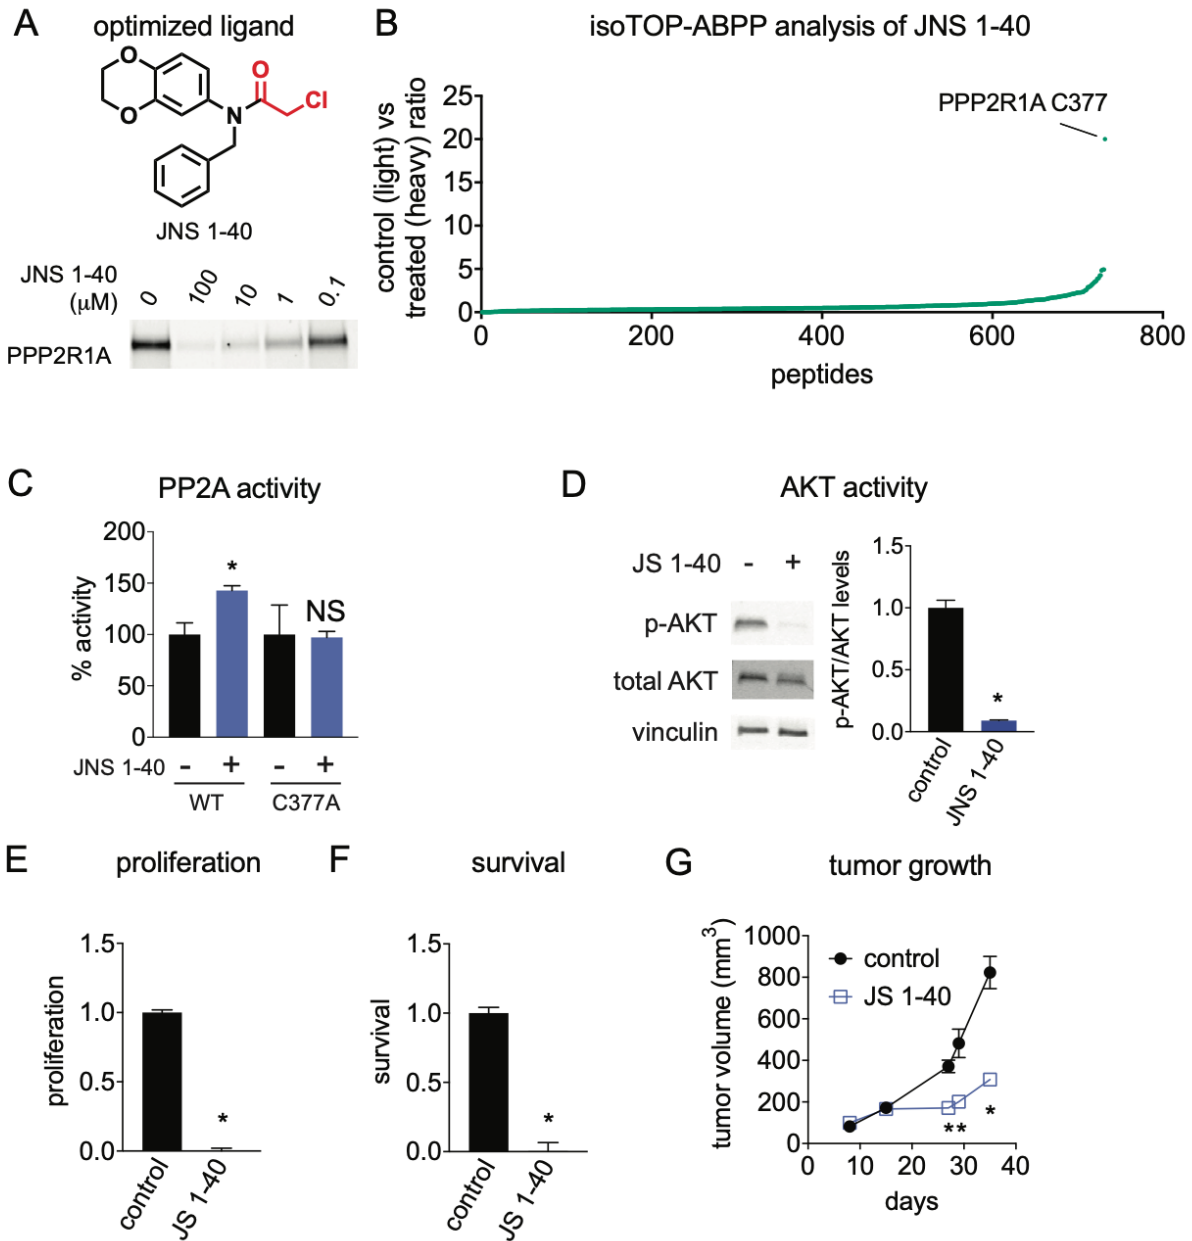 A
optimized ligand
O
O
N
O
Cl
JNS 1-40
JNS 1-40
(μM)
0
100
10
1
0.1
PPP2R1A
B
isoTOP-ABPP analysis of JNS 1-40
control (light) vs
treated (heavy) ratio
25
20
15
10
5
0
PPP2R1A C377
0
200
400
600
800
peptides
C
PP2A activity
% activity
200
150
100
50
0
*
NS
JNS 1-40
-
+
-
+
WT
C377A
D
AKT activity
JS 1-40
-
+
p-AKT
total AKT
vinculin
p-AKT/AKT levels
1.5
1.0
0.5
0.0
*
control
JNS 1-40
E
proliferation
proliferation
1.5
1.0
0.5
0.0
*
control
JS 1-40
F
survival
survival
1.5
1.0
0.5
0.0
*
control
JS 1-40
G
tumor growth
tumor volume (mm³)
1000
800
600
400
200
0
control
JS 1-40
**
*
0
10
20
30
40
days